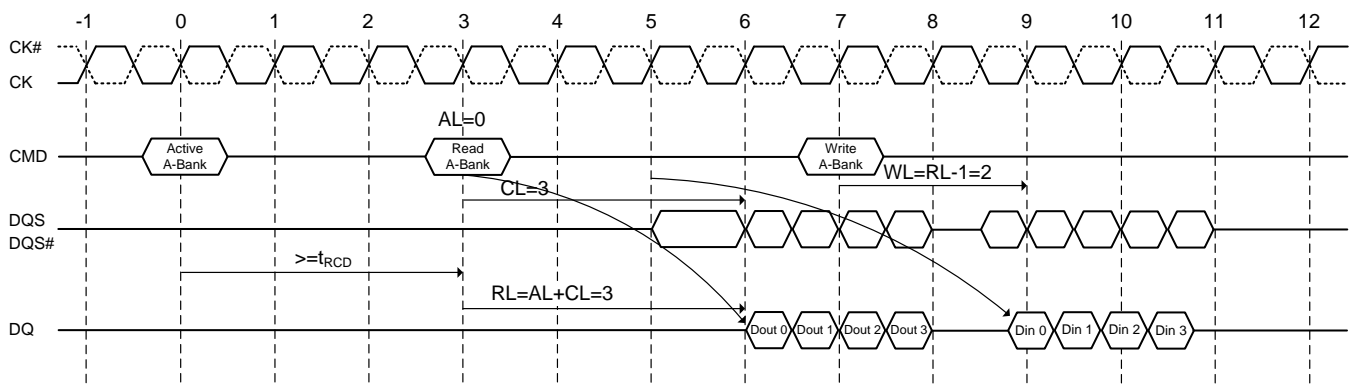 -1 0 1 2 3 4 5 6 7 8 9 10 11 12
CK#
CK
AL=0
CMD
Active
A-Bank
Read
A-Bank
Write
A-Bank
WL=RL-1=2
CL=3
DQS
DQS#
>=tRCD
RL=AL+CL=3
DQ
Dout 0 Dout 1 Dout 2 Dout 3 Din 0 Din 1 Din 2 Din 3